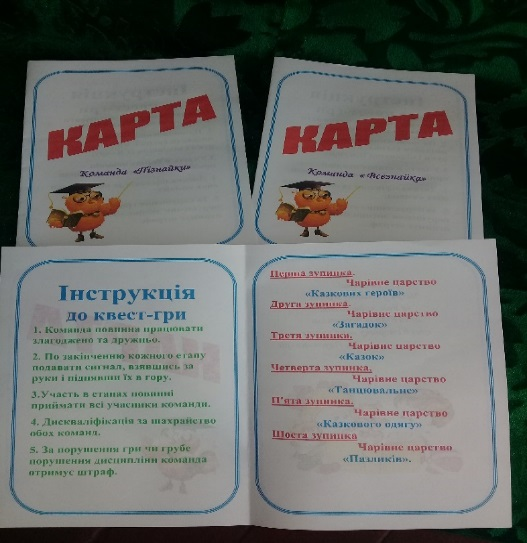 КАРТА
Команда «Пізнайки»
КАРТА
Команда «Незнайка»
Інструкція
до квест-гри
1. Команда повинна працювати
злагоджено та дружньо.
2. По закінченню кожного етапу
подавати сигнал, взявшись за
руки і піднявши їх в гору.
3.Участь в етапах повинні
приймати всі учасники команди.
4. Дискваліфікація за шахрайство
обох команд.
5. За порушення гри чи грубе
порушення дисципліни команда
отримує штраф.
Перша зупинка.
Чарівне царство
«Казкових героїв»
Друга зупинка.
Чарівне царство
«Загадок»
Третя зупинка.
Чарівне царство
«Казок»
Четверта зупинка.
Чарівне царство
«Танцювальне»
П'ята зупинка.
Чарівне царство
«Казкового одягу»
Шоста зупинка
Чарівне царство
«Пазликів».